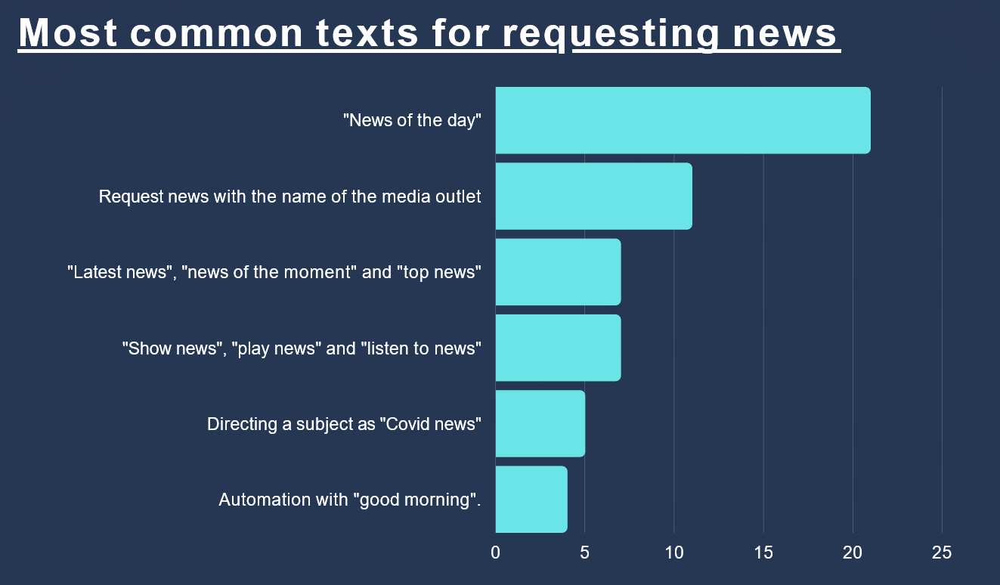 Most common texts for requesting news
"News of the day"
Request news with the name of the media outlet
"Latest news", "news of the moment" and "top news"
"Show news", "play news" and "listen to news"
Directing a subject as "Covid news"
Automation with "good morning".
0 5 10 15 20 25